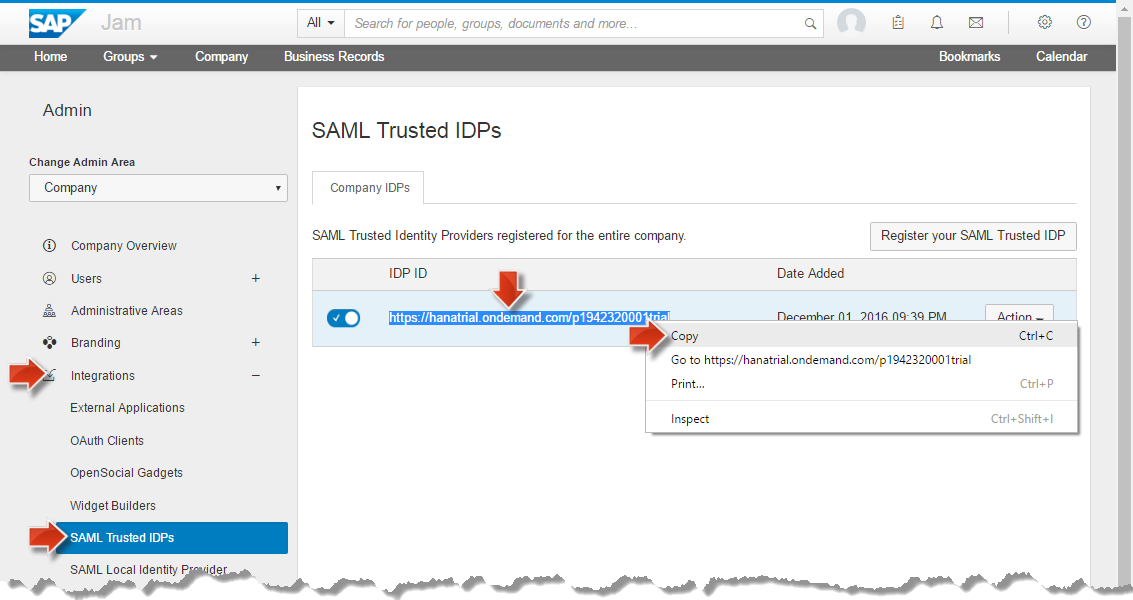 SAP Jam
All
Search for people, groups, documents and more...
Home Groups Company Business Records Bookmarks Calendar
Admin
Change Admin Area
Company
Company Overview
Users +
Administrative Areas
Branding +
Integrations −
External Applications
OAuth Clients
OpenSocial Gadgets
Widget Builders
SAML Trusted IDPs
SAML Local Identity Provider
SAML Trusted IDPs
Company IDPs
SAML Trusted Identity Providers registered for the entire company.
Register your SAML Trusted IDP
IDP ID Date Added
https://hanatrial.ondemand.com/p1942320001trial December 01, 2016 09:39 PM Action
Copy Ctrl+C
Go to https://hanatrial.ondemand.com/p1942320001trial
Print... Ctrl+P
Inspect Ctrl+Shift+I